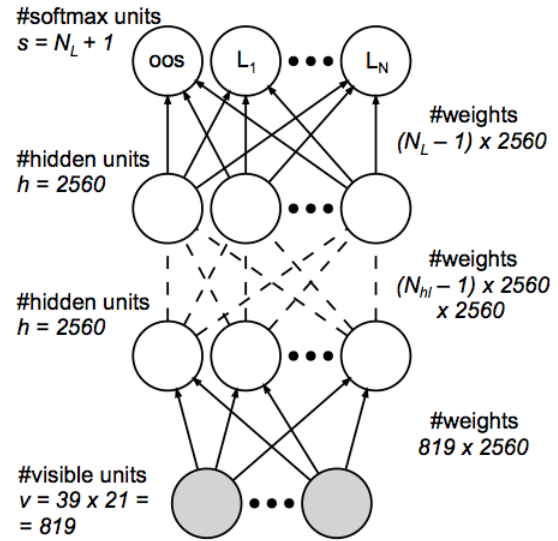 #softmax units
s = N_L + 1
oos L₁ L_N
#weights
(N_L – 1) x 2560
#hidden units
h = 2560
#weights
(N_hl – 1) x 2560
x 2560
#hidden units
h = 2560
#weights
819 x 2560
#visible units
v = 39 x 21 =
= 819